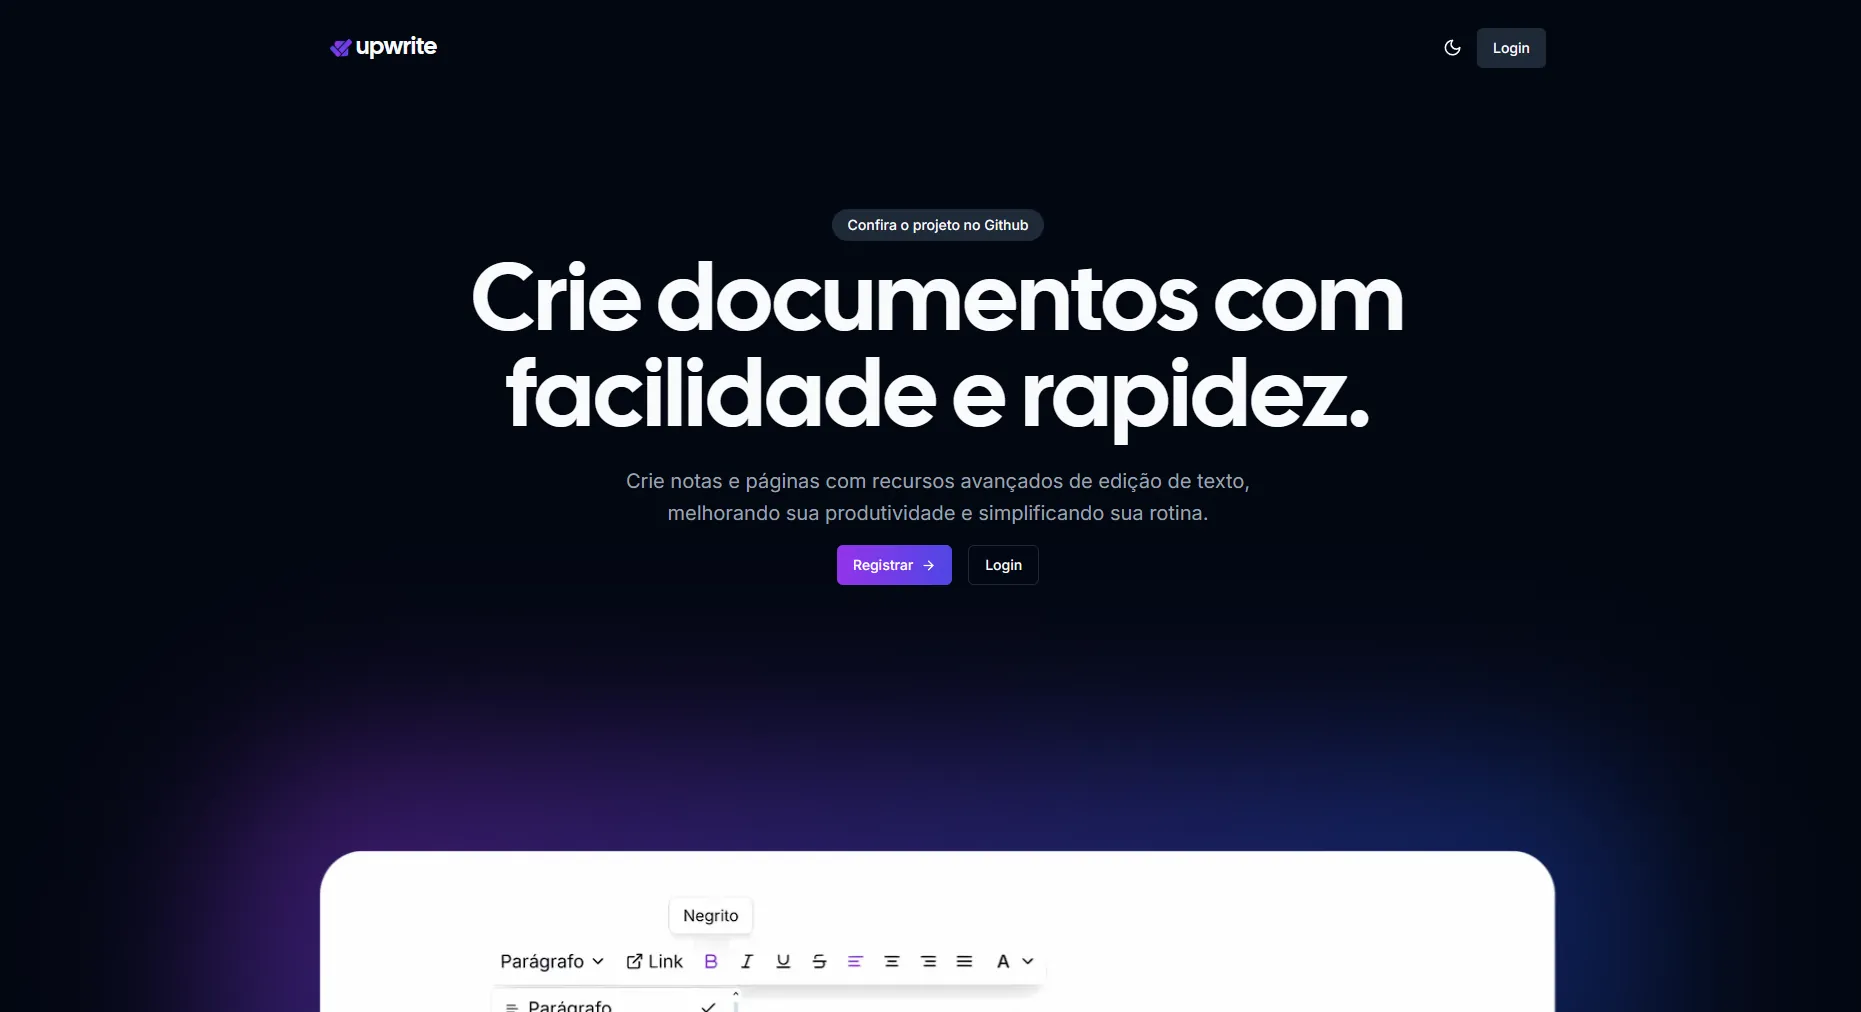 upwrite
Login
Confira o projeto no Github
Crie documentos com
facilidade e rapidez.
Crie notas e páginas com recursos avançados de edição de texto,
melhorando sua produtividade e simplificando sua rotina.
Registrar →
Login
Negrito
Parágrafo Link B I U S A
Parágrafo